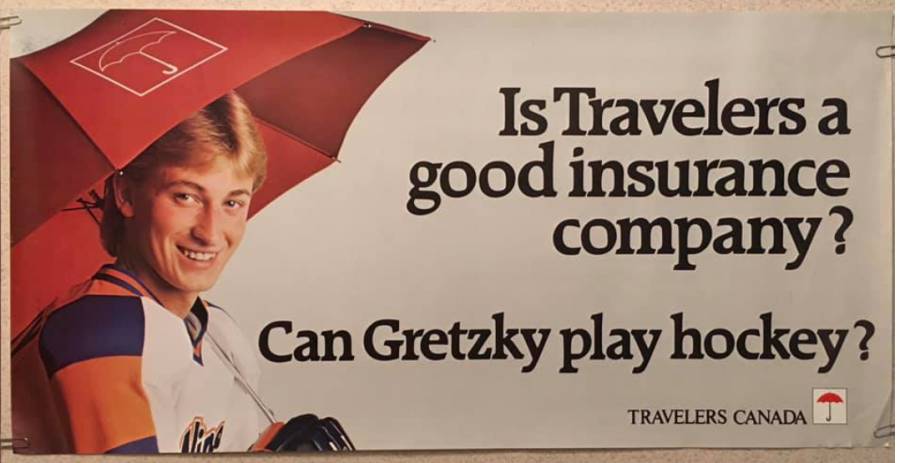 Is Travelers a
good insurance
company?
Can Gretzky play hockey?
TRAVELERS CANADA